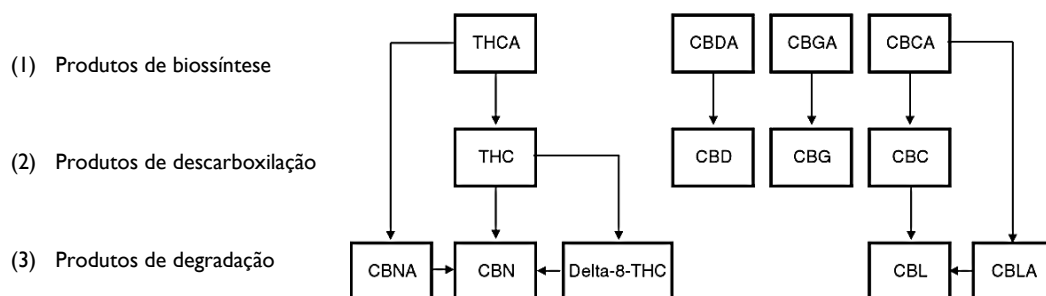 THCA CBDA CBGA CBCA
(1) Produtos de biossíntese
(2) Produtos de descarboxilação
THC CBD CBG CBC
(3) Produtos de degradação
CBNA CBN Delta-8-THC CBL CBLA